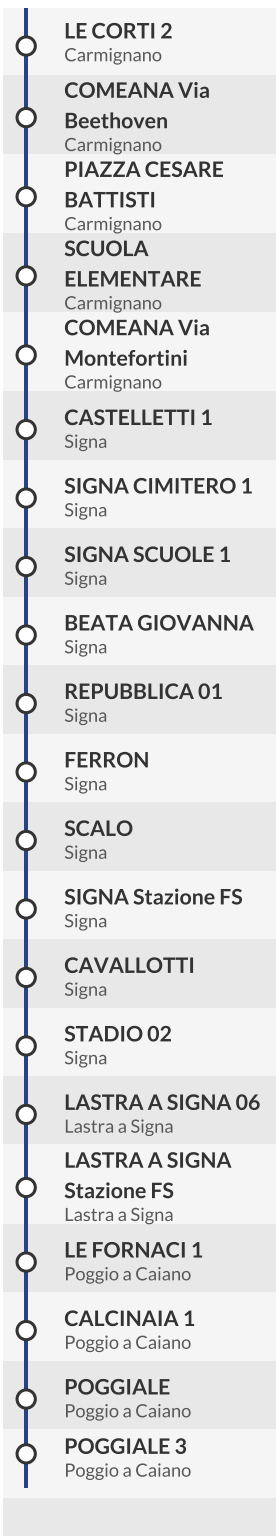 LE CORTI 2
Carmignano
COMEANA Via
Beethoven
Carmignano
PIAZZA CESARE
BATTISTI
Carmignano
SCUOLA
ELEMENTARE
Carmignano
COMEANA Via
Montefortini
Carmignano
CASTELLETTI 1
Signa
SIGNA CIMITERO 1
Signa
SIGNA SCUOLE 1
Signa
BEATA GIOVANNA
Signa
REPUBBLICA 01
Signa
FERRON
Signa
SCALO
Signa
SIGNA Stazione FS
Signa
CAVALLOTTI
Signa
STADIO 02
Signa
LASTRA A SIGNA 06
Lastra a Signa
LASTRA A SIGNA
Stazione FS
Lastra a Signa
LE FORNACI 1
Poggio a Caiano
CALCINAIA 1
Poggio a Caiano
POGGIALE
Poggio a Caiano
POGGIALE 3
Poggio a Caiano